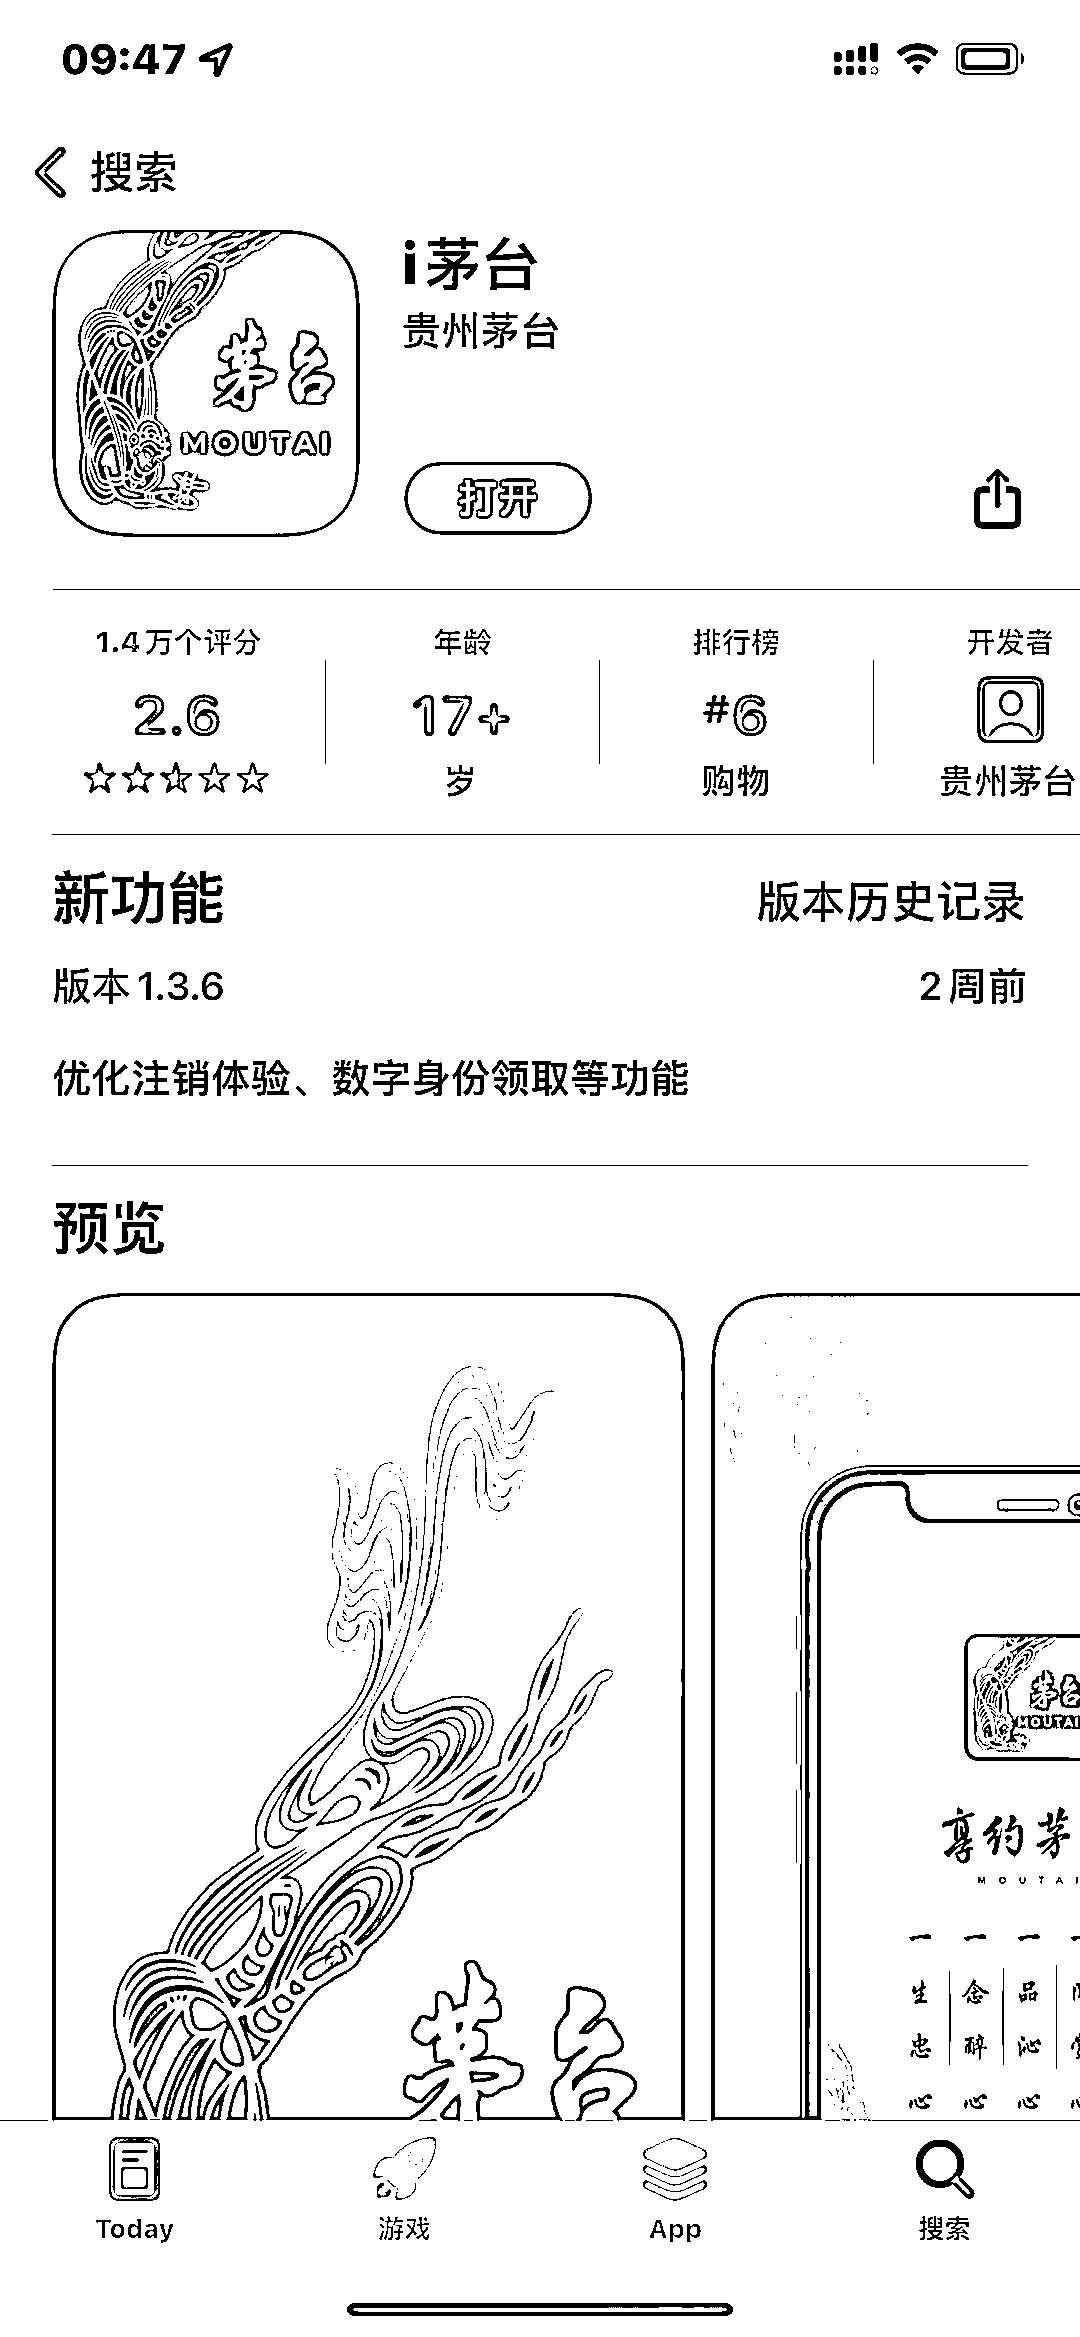 09:47
搜索
茅台
MOUTAI
i茅台
贵州茅台
打开
1.4万个评分
2.6
年龄
17+
岁
排行榜
#6
购物
开发者
贵州茅台
新功能
版本历史记录
版本 1.3.6
2 周前
优化注销体验、数字身份领取等功能
预览
茅台
茅台
MOUTAI
享约茅
MOUTAI
一生忠心
一念醉心
一品沁心
Today
游戏
App
搜索